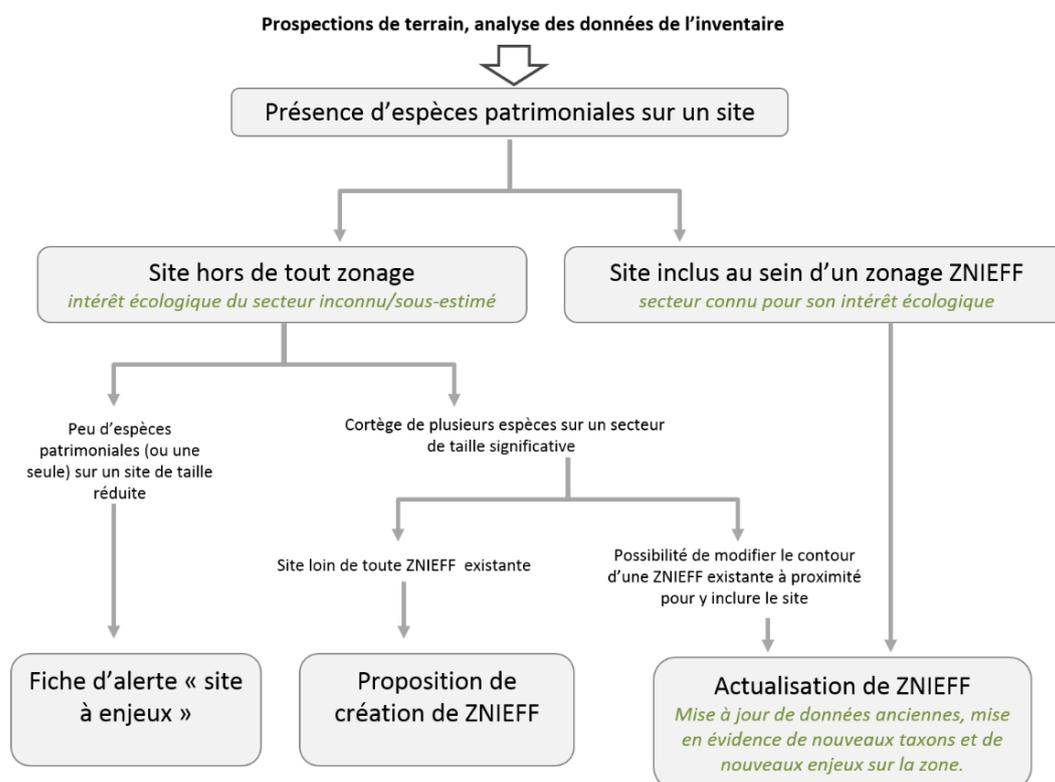 Prospections de terrain, analyse des données de l’inventaire
Présence d’espèces patrimoniales sur un site
Site hors de tout zonage
intérêt écologique du secteur inconnu/sous-estimé
Site inclus au sein d’un zonage ZNIEFF
secteur connu pour son intérêt écologique
Peu d’espèces
patrimoniales (ou une
seule) sur un site de taille
réduite
Cortège de plusieurs espèces sur un secteur
de taille significative
Site loin de toute ZNIEFF existante
Possibilité de modifier le contour
d’une ZNIEFF existante à proximité
pour y inclure le site
Fiche d’alerte « site
à enjeux »
Proposition de
création de ZNIEFF
Actualisation de ZNIEFF
Mise à jour de données anciennes, mise
en évidence de nouveaux taxons et de
nouveaux enjeux sur la zone.